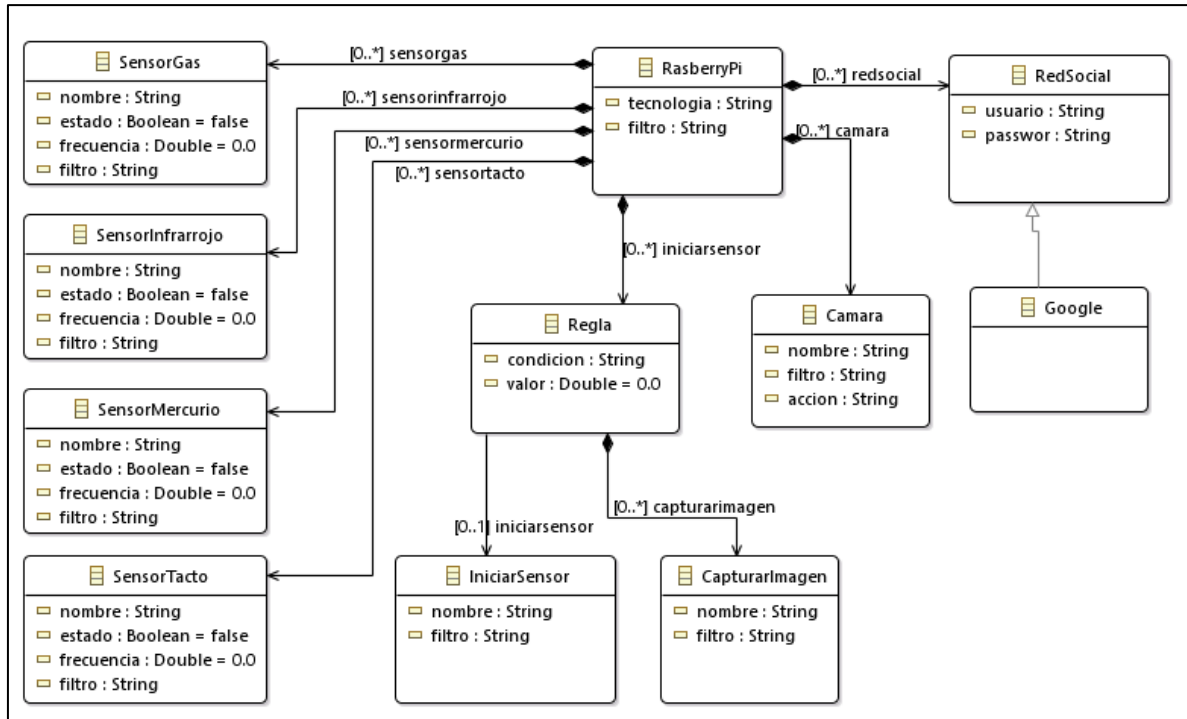 SensorGas
nombre : String
estado : Boolean = false
frecuencia : Double = 0.0
filtro : String
[0..*] sensorgas
[0..*] sensorinfrarrojo
[0..*] sensormercurio
[0..*] sensortacto
RasberryPi
tecnologia : String
filtro : String
[0..*] redsocial
[0..*] camara
RedSocial
usuario : String
passwor : String
SensorInfrarrojo
nombre : String
estado : Boolean = false
frecuencia : Double = 0.0
filtro : String
[0..*] iniciarsensor
Regla
condicion : String
valor : Double = 0.0
Camara
nombre : String
filtro : String
accion : String
Google
SensorMercurio
nombre : String
estado : Boolean = false
frecuencia : Double = 0.0
filtro : String
[0..1] iniciarsensor
[0..*] capturarimagen
SensorTacto
nombre : String
estado : Boolean = false
frecuencia : Double = 0.0
filtro : String
IniciarSensor
nombre : String
filtro : String
CapturarImagen
nombre : String
filtro : String